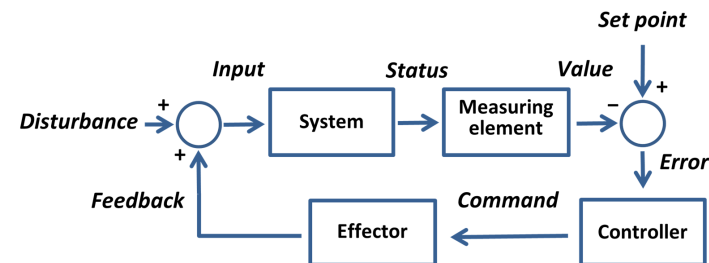 Set point
Input
Status
Value
+
+
−
Disturbance
System
Measuring
element
+
Error
Feedback
Command
Effector
Controller